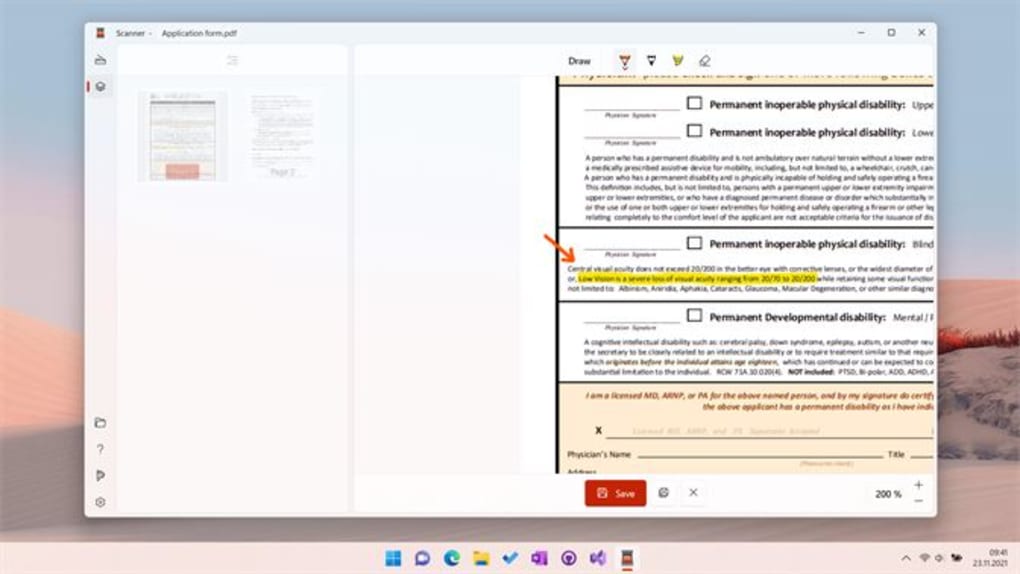 Scanner - Application form.pdf
Draw
Page 2
Permanent inoperable physical disability: Uppe
Physician Signature
Permanent inoperable physical disability: Lowe
Physician Signature
A person who has a permanent disability and is not ambulatory over natural terrain without a lower extre
a medically prescribed assistive device for mobility, including, but not limited to, a wheelchair, crutch, can
A person who has a permanent disability and is physically incapable of holding and safely operating a firea
This definition includes, but is not limited to, persons with a permanent upper or lower extremity impairm
upper or lower extremities, or who have a diagnosed permanent disease or disorder which substantially in
or the use of one or both upper or lower extremities for holding and safely operating a firearm or other leg
relating completely to the comfort level of the applicant are not acceptable criteria for the issuance of dis
Permanent inoperable physical disability: Blind
Physician Signature
Central visual acuity does not exceed 20/200 in the better eye with corrective lenses, or the widest diameter of
or, Low Vision is a severe loss of visual acuity ranging from 20/70 to 20/200 while retaining some visual function
not limited to: Albinism, Aniridia, Aphakia, Cataracts, Glaucoma, Macular Degeneration, or other similar diagno
Permanent Developmental disability: Mental /
Physician Signature
A cognitive intellectual disability such as: cerebral palsy, down syndrome, epilepsy, autism, or another neu
the secretary to be closely related to an intellectual disability or to require treatment similar to that requir
which originates before the individual attains age eighteen, which has continued or can be expected to co
substantial limitation to the individual. RCW 71A.10.020(4). NOT included: PTSD, Bi-polar, ADD, ADHD,
I am a licensed MD, ARNP, or PA for the above named person, and by my signature do certify
the above applicant has a permanent disability as I have indi
X Licensed MD, ARNP, and PA Signature Accepted
Physician's Name Title
(Please)
Address
Save
200 %
09:41
23.11.2021